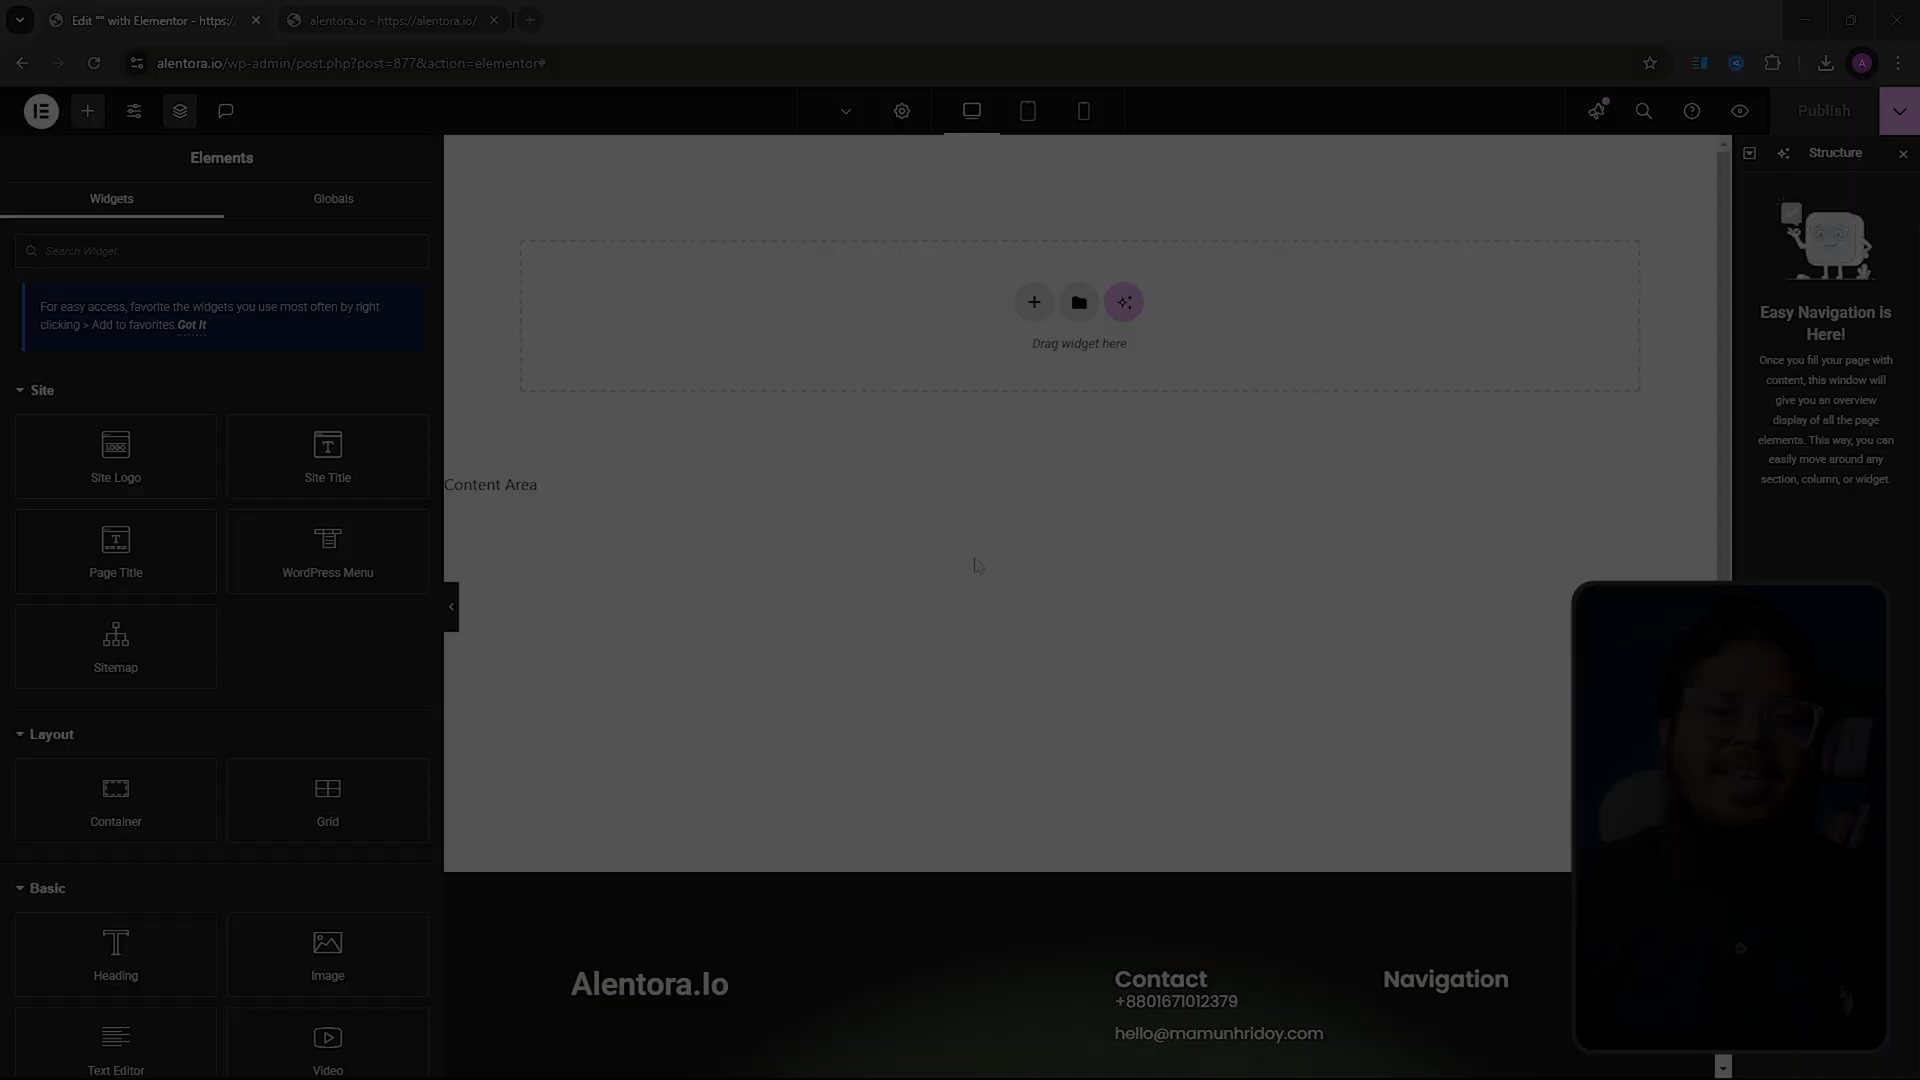 Edit "" with Elementor - https:/
alentora.io - https://alentora.io/
alentora.io/wp-admin/post.php?post=877&action=elementor#
A
Publish
Elements
Widgets
Globals
Search Widget
For easy access, favorite the widgets you use most often by right
clicking > Add to favorites.Got It
Site
LOGO
Site Logo
Site Title
Page Title
WordPress Menu
Sitemap
Layout
Container
Grid
Basic
Heading
Image
Text Editor
Video
Drag widget here
Content Area
Alentora.Io
Contact
+8801671012379
hello@mamunhridoy.com
Navigation
Structure
Easy Navigation is
Here!
Once you fill your page with
content, this window will
give you an overview
display of all the page
elements. This way, you can
easily move around any
section, column, or widget.